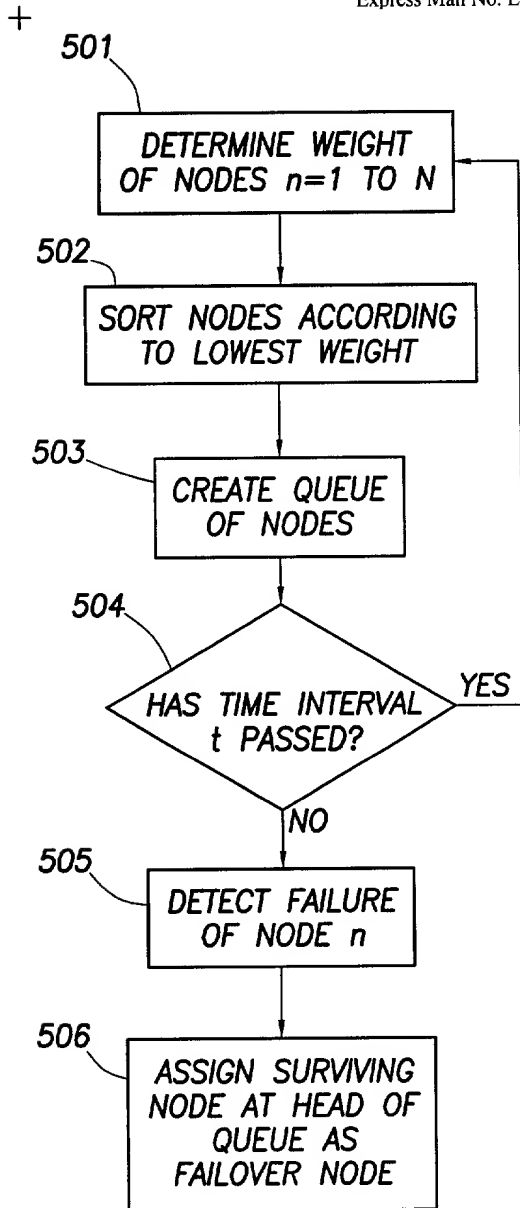 Express Mail No. E
+
501
DETERMINE WEIGHT
OF NODES n=1 TO N
502
SORT NODES ACCORDING
TO LOWEST WEIGHT
503
CREATE QUEUE
OF NODES
504
HAS TIME INTERVAL
t PASSED?
YES
NO
505
DETECT FAILURE
OF NODE n
506
ASSIGN SURVIVING
NODE AT HEAD OF
QUEUE AS
FAILOVER NODE